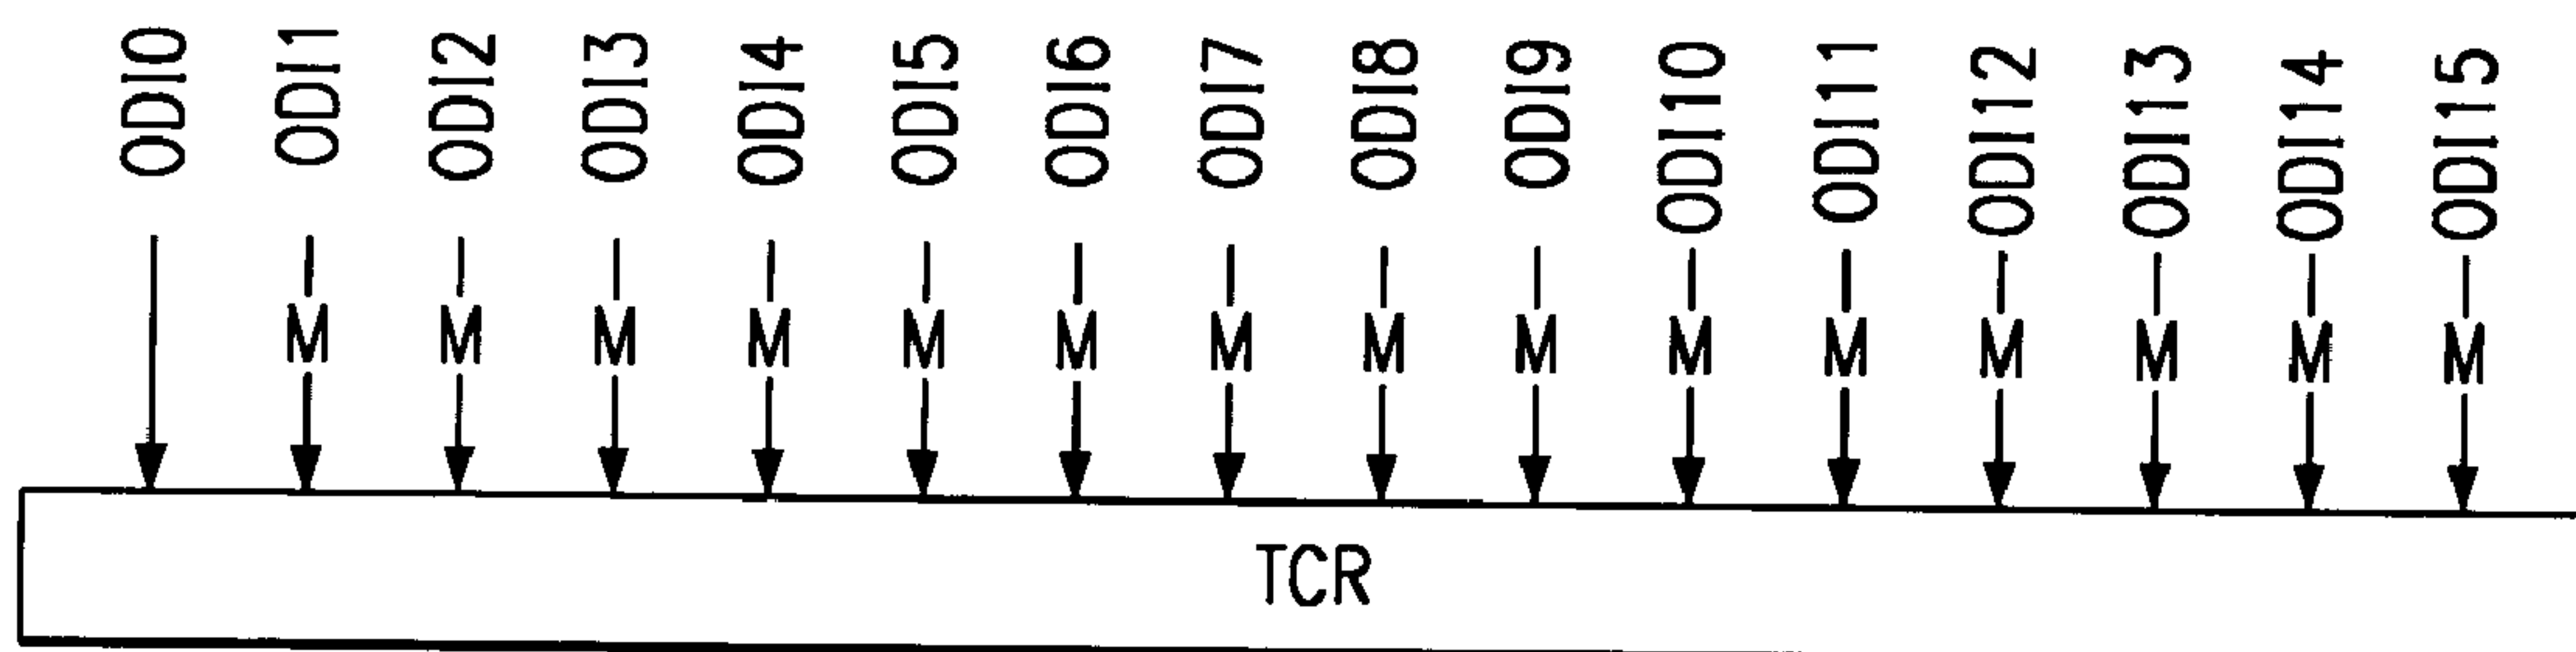 ODI0 ODI1 ODI2 ODI3 ODI4 ODI5 ODI6 ODI7 ODI8 ODI9 ODI10 ODI11 ODI12 ODI13 ODI14 ODI15
M M M M M M M M M M M M M M M
TCR